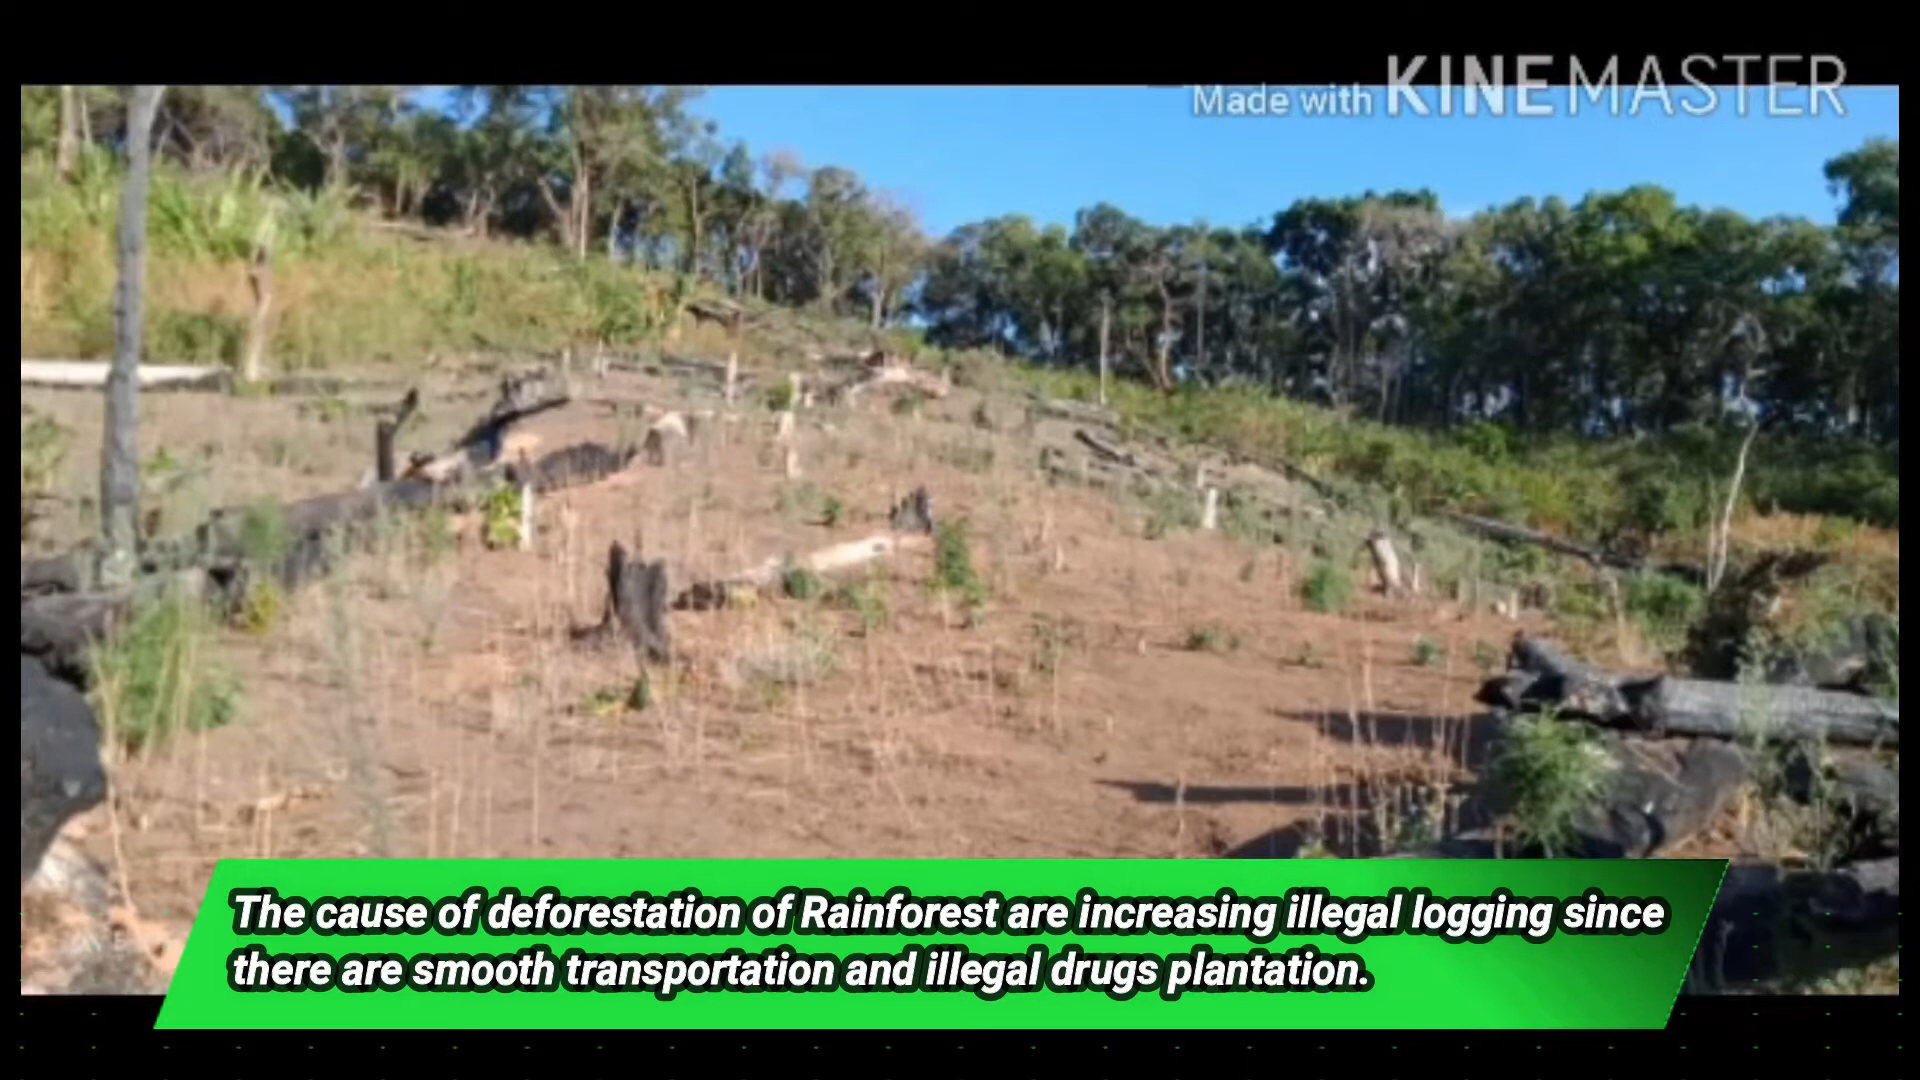 Made with KINEMASTER
The cause of deforestation of Rainforest are increasing illegal logging since
there are smooth transportation and illegal drugs plantation.